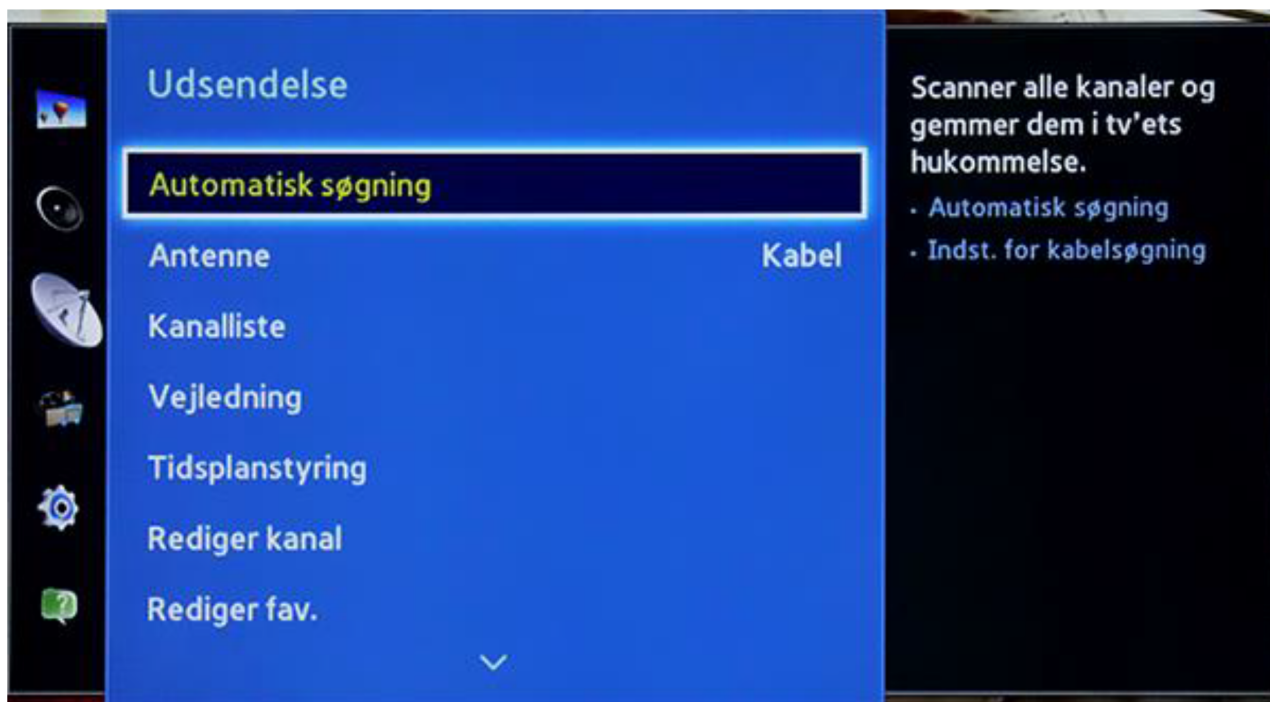 Udsendelse
Automatisk søgning
Antenne Kabel
Kanalliste
Vejledning
Tidsplanstyring
Rediger kanal
Rediger fav.
Scanner alle kanaler og
gemmer dem i tv'ets
hukommelse.
· Automatisk søgning
· Indst. for kabelsøgning